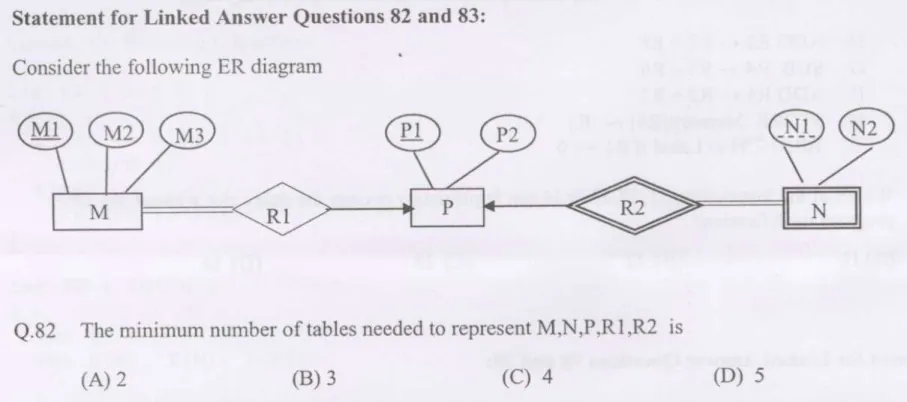 Statement for Linked Answer Questions 82 and 83:
Consider the following ER diagram
M1 M2 M3 P1 P2 N1 N2
M R1 P R2 N
Q.82 The minimum number of tables needed to represent M,N,P,R1,R2 is
(A) 2 (B) 3 (C) 4 (D) 5